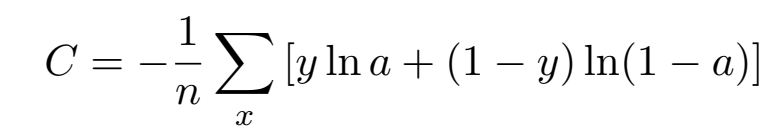 C = -\frac{1}{n} \sum_{x} [y \ln a + (1 - y) \ln(1 - a)]